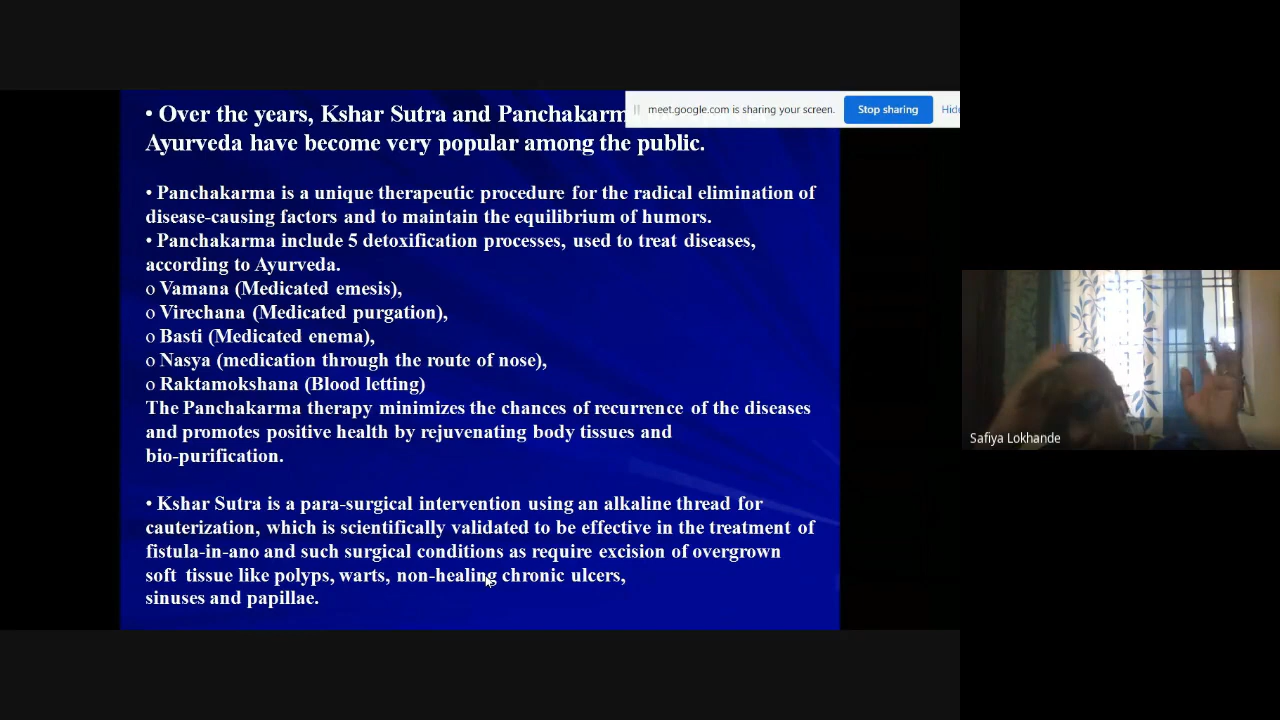 • Over the years, Kshar Sutra and Panchakarm
meet.google.com is sharing your screen. Stop sharing Hide
Ayurveda have become very popular among the public.
• Panchakarma is a unique therapeutic procedure for the radical elimination of
disease-causing factors and to maintain the equilibrium of humors.
• Panchakarma include 5 detoxification processes, used to treat diseases,
according to Ayurveda.
o Vamana (Medicated emesis),
o Virechana (Medicated purgation),
o Basti (Medicated enema),
o Nasya (medication through the route of nose),
o Raktamokshana (Blood letting)
The Panchakarma therapy minimizes the chances of recurrence of the diseases
and promotes positive health by rejuvenating body tissues and
bio-purification.
• Kshar Sutra is a para-surgical intervention using an alkaline thread for
cauterization, which is scientifically validated to be effective in the treatment of
fistula-in-ano and such surgical conditions as require excision of overgrown
soft tissue like polyps, warts, non-healing chronic ulcers,
sinuses and papillae.
Safiya Lokhande